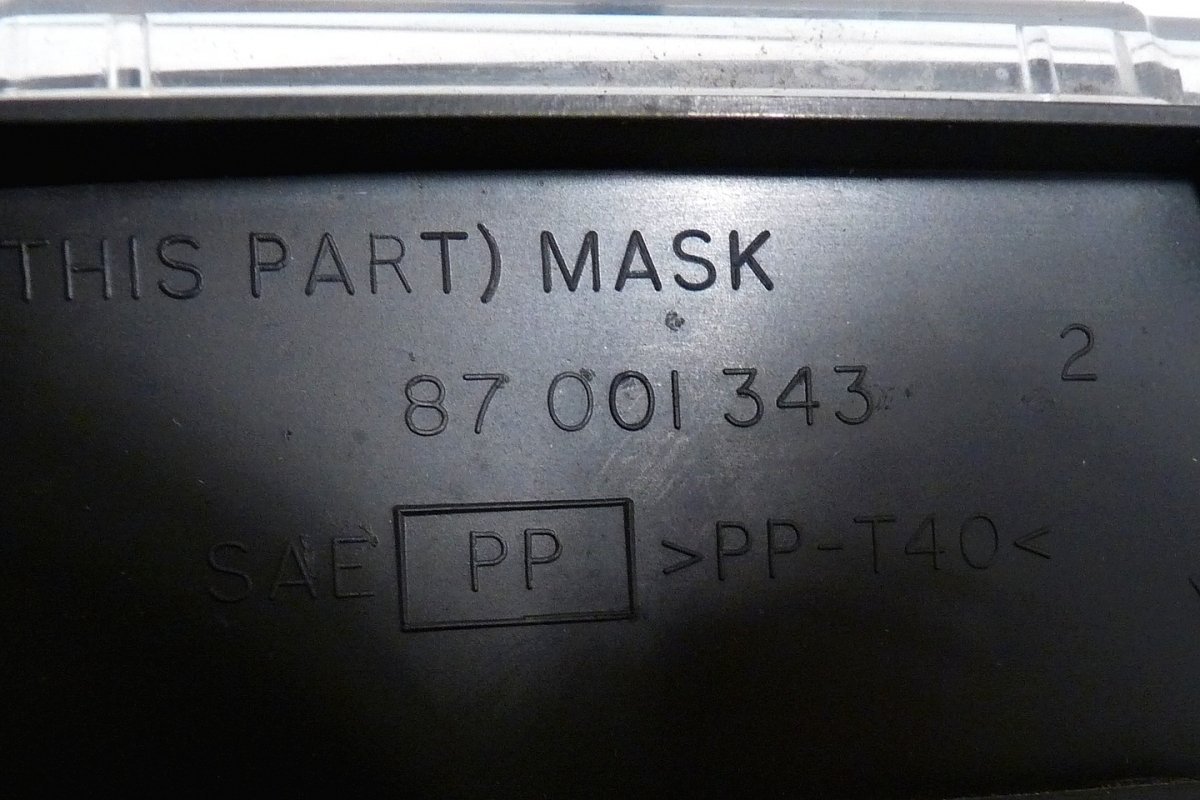 THIS PART) MASK
87 001 343
2
SAE PP >PP-T40<